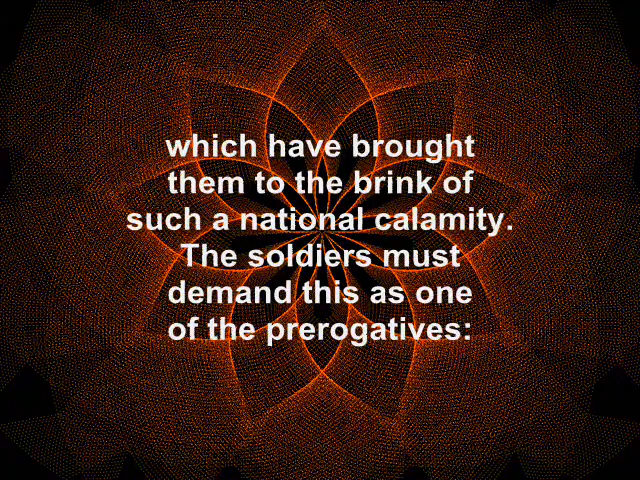 which have brought
them to the brink of
such a national calamity.
The soldiers must
demand this as one
of the prerogatives: